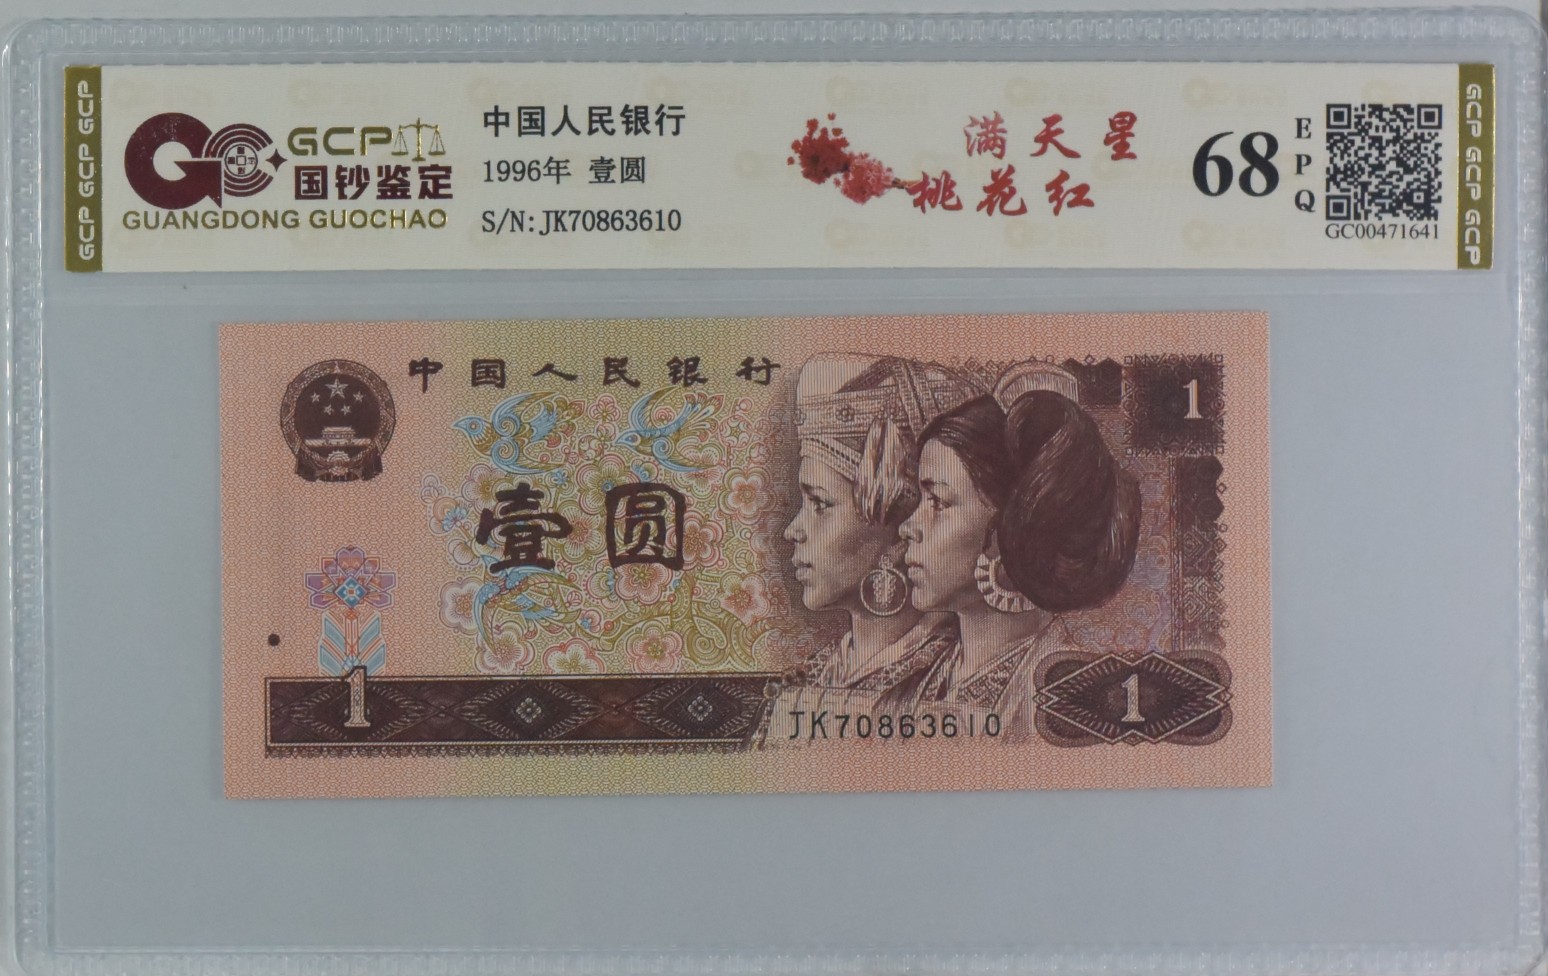 GCP GCP GCP
GCP
国钞鉴定
GUANGDONG GUOCHAO
中国人民银行
1996年 壹圆
S/N:JK70863610
满天星
桃花红
68
EPQ
GC00471641
GCP GCP GCP
中国人民银行
1
壹圆
1
1
JK70863610